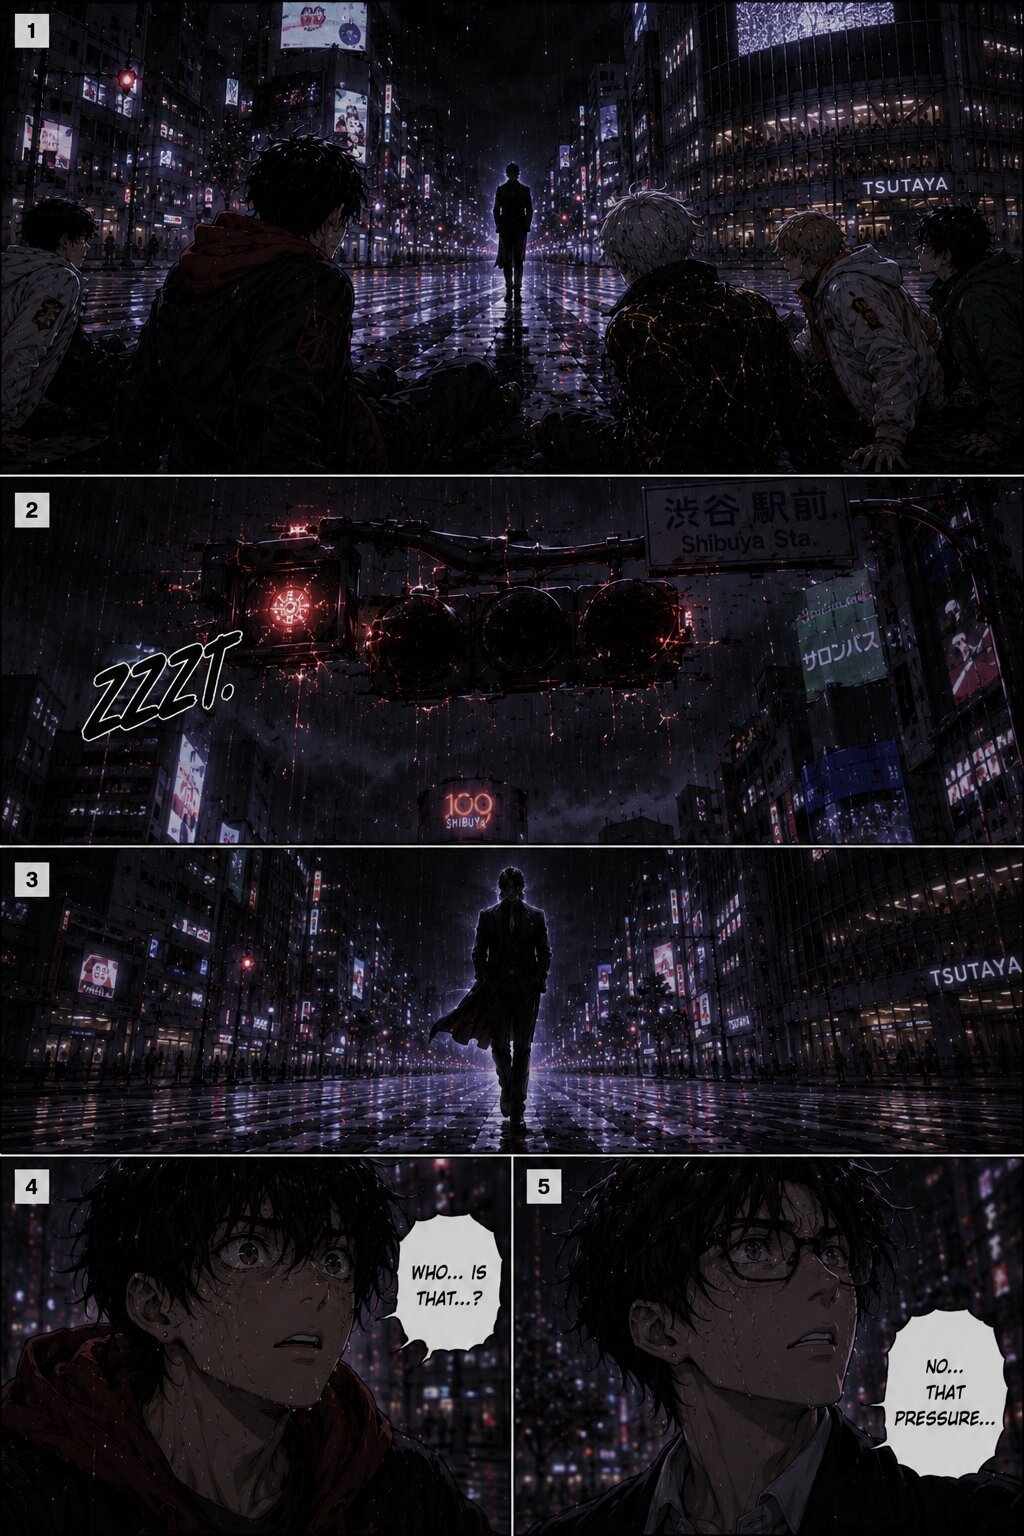 1
TSUTAYA
2
渋谷 駅前
Shibuya Sta.
サロンバス
ZZZT.
109
SHIBUYA
3
TSUTAYA
4
WHO... IS
THAT...?
5
NO...
THAT
PRESSURE...